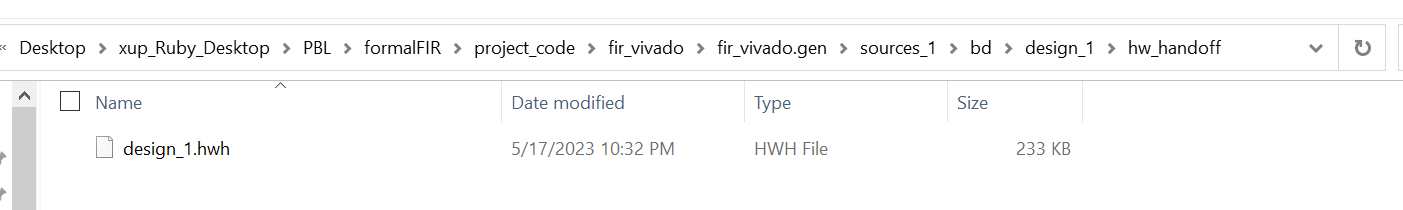 « Desktop > xup_Ruby_Desktop > PBL > formalFIR > project_code > fir_vivado > fir_vivado.gen > sources_1 > bd > design_1 > hw_handoff
Name Date modified Type Size
design_1.hwh 5/17/2023 10:32 PM HWH File 233 KB